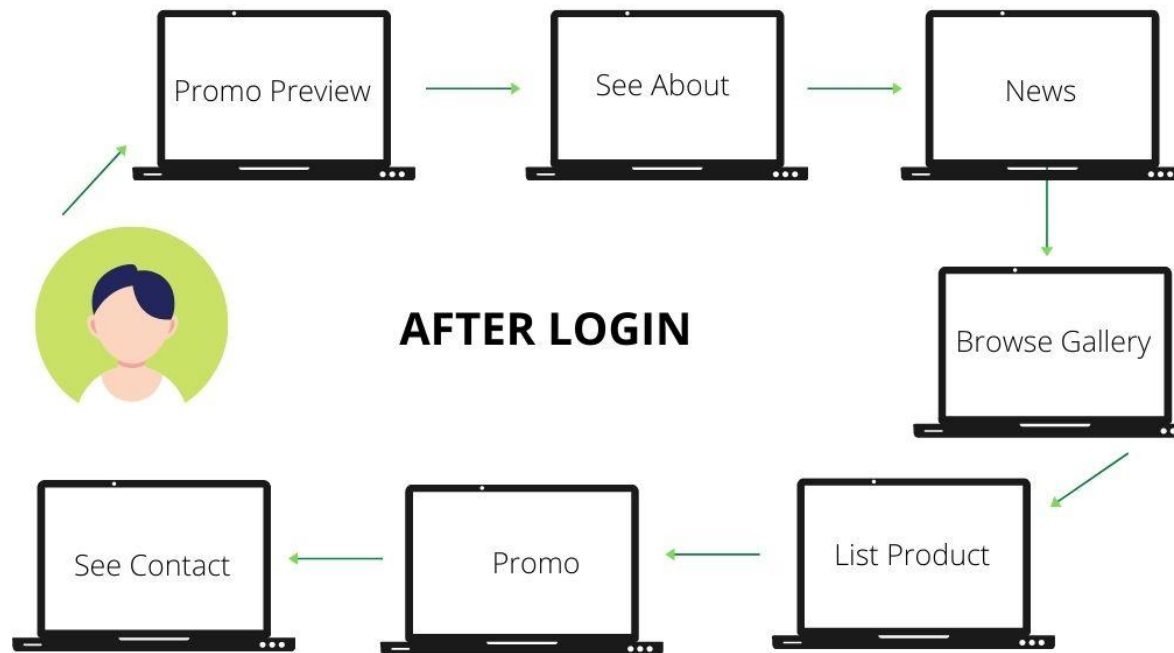 Promo Preview
See About
News
AFTER LOGIN
Browse Gallery
See Contact
Promo
List Product